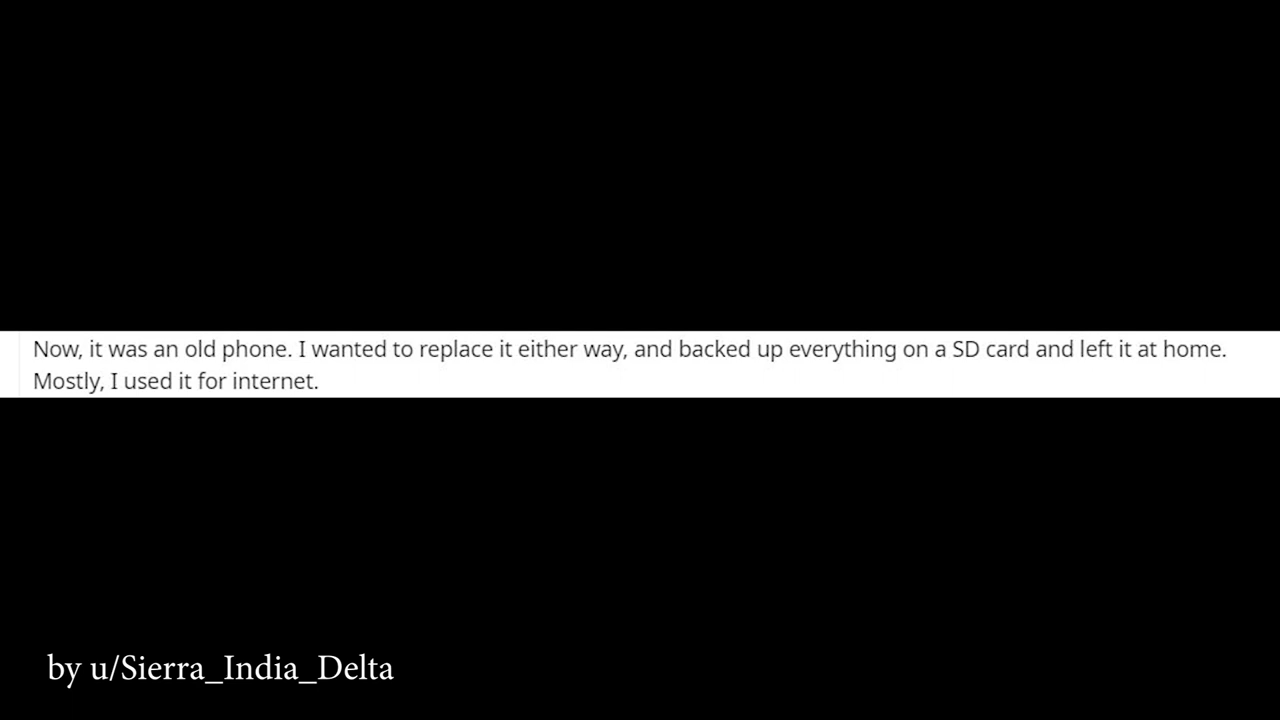 Now, it was an old phone. I wanted to replace it either way, and backed up everything on a SD card and left it at home.
Mostly, I used it for internet.
by u/Sierra_India_Delta